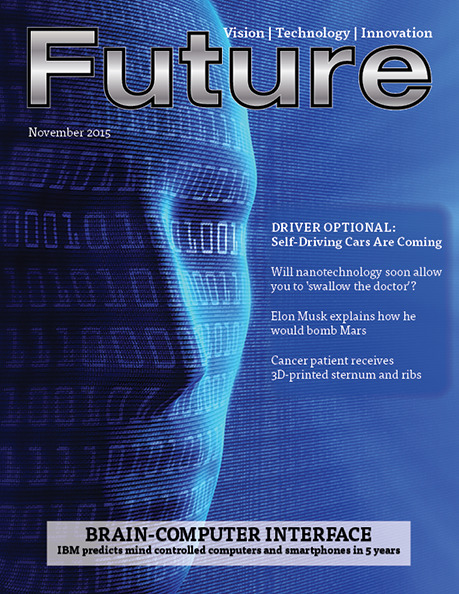 Vision | Technology | Innovation
Future
November 2015
DRIVER OPTIONAL:
Self-Driving Cars Are Coming
Will nanotechnology soon allow
you to 'swallow the doctor'?
Elon Musk explains how he
would bomb Mars
Cancer patient receives
3D-printed sternum and ribs
BRAIN-COMPUTER INTERFACE
IBM predicts mind controlled computers and smartphones in 5 years